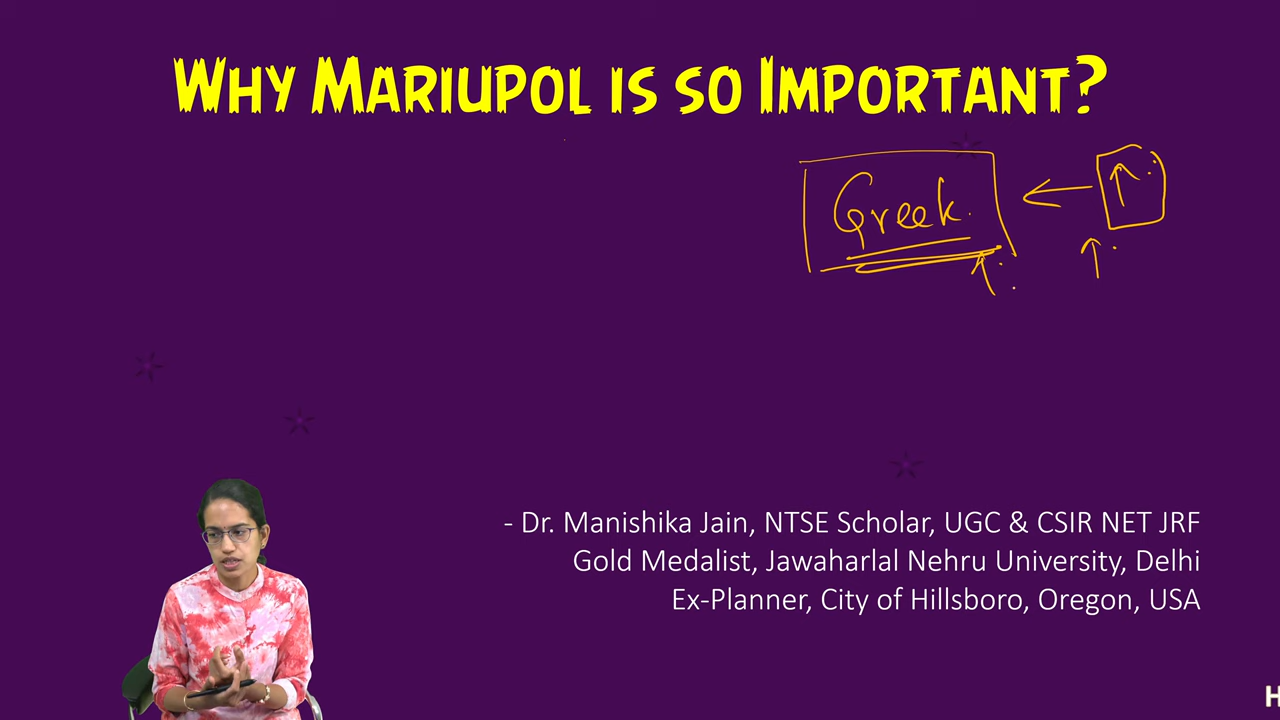 WHY MARIUPOL IS SO IMPORTANT?
Greek.
- Dr. Manishika Jain, NTSE Scholar, UGC & CSIR NET JRF
Gold Medalist, Jawaharlal Nehru University, Delhi
Ex-Planner, City of Hillsboro, Oregon, USA
H